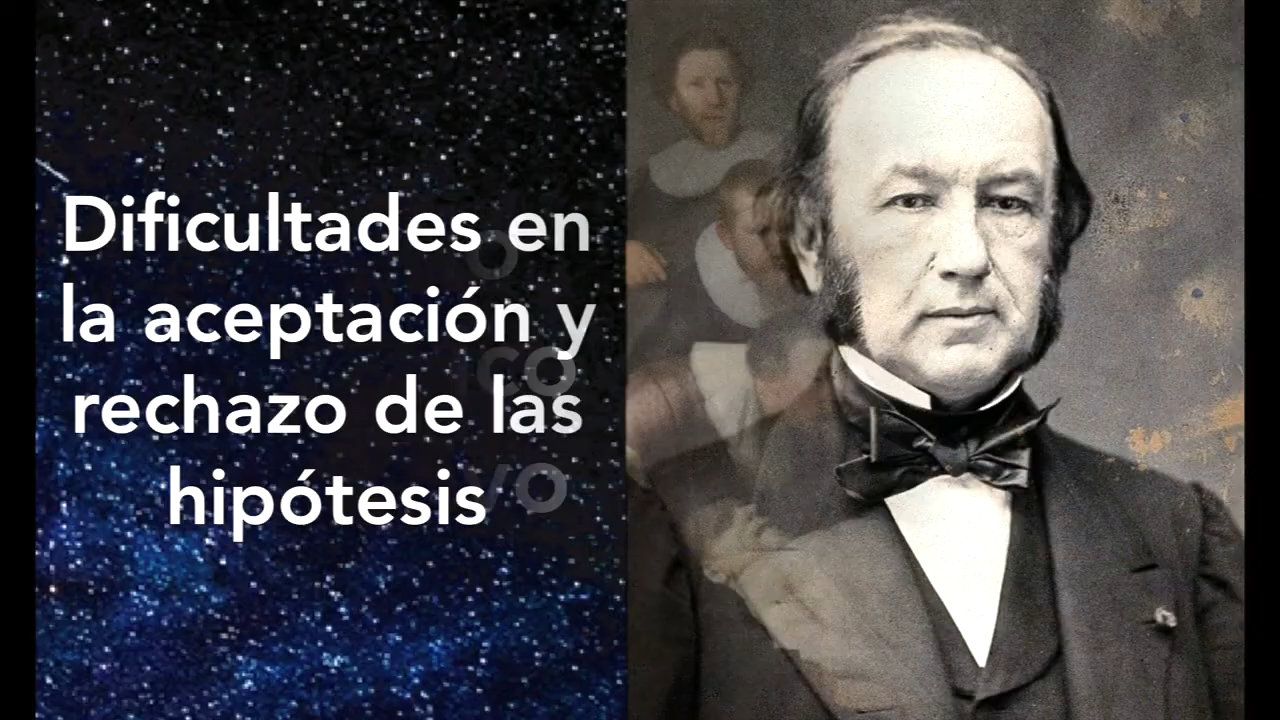 Dificultades en
la aceptación y
rechazo de las
hipótesis